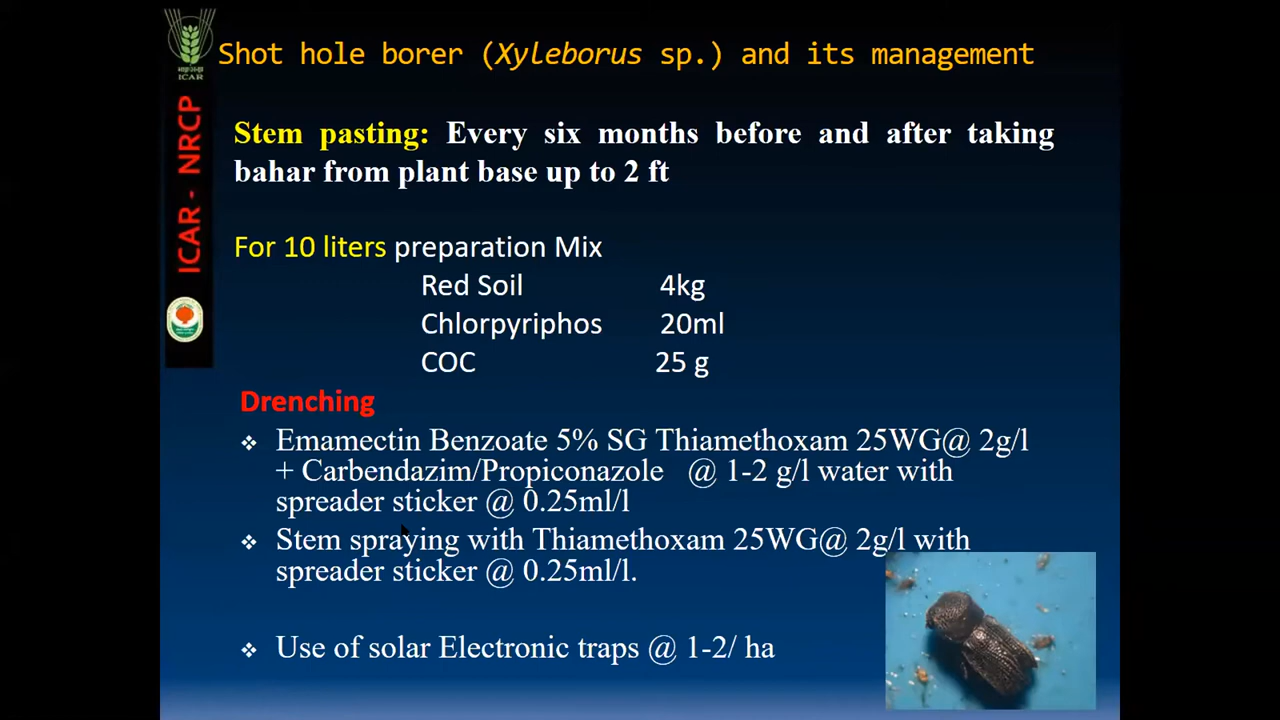 Shot hole borer (Xyleborus sp.) and its management
ICAR
ICAR - NRCP
Stem pasting: Every six months before and after taking
bahar from plant base up to 2 ft
For 10 liters preparation Mix
Red Soil 4kg
Chlorpyriphos 20ml
COC 25 g
Drenching
❖ Emamectin Benzoate 5% SG Thiamethoxam 25WG@ 2g/l
+ Carbendazim/Propiconazole @ 1-2 g/l water with
spreader sticker @ 0.25ml/l
❖ Stem spraying with Thiamethoxam 25WG@ 2g/l with
spreader sticker @ 0.25ml/l.
❖ Use of solar Electronic traps @ 1-2/ ha